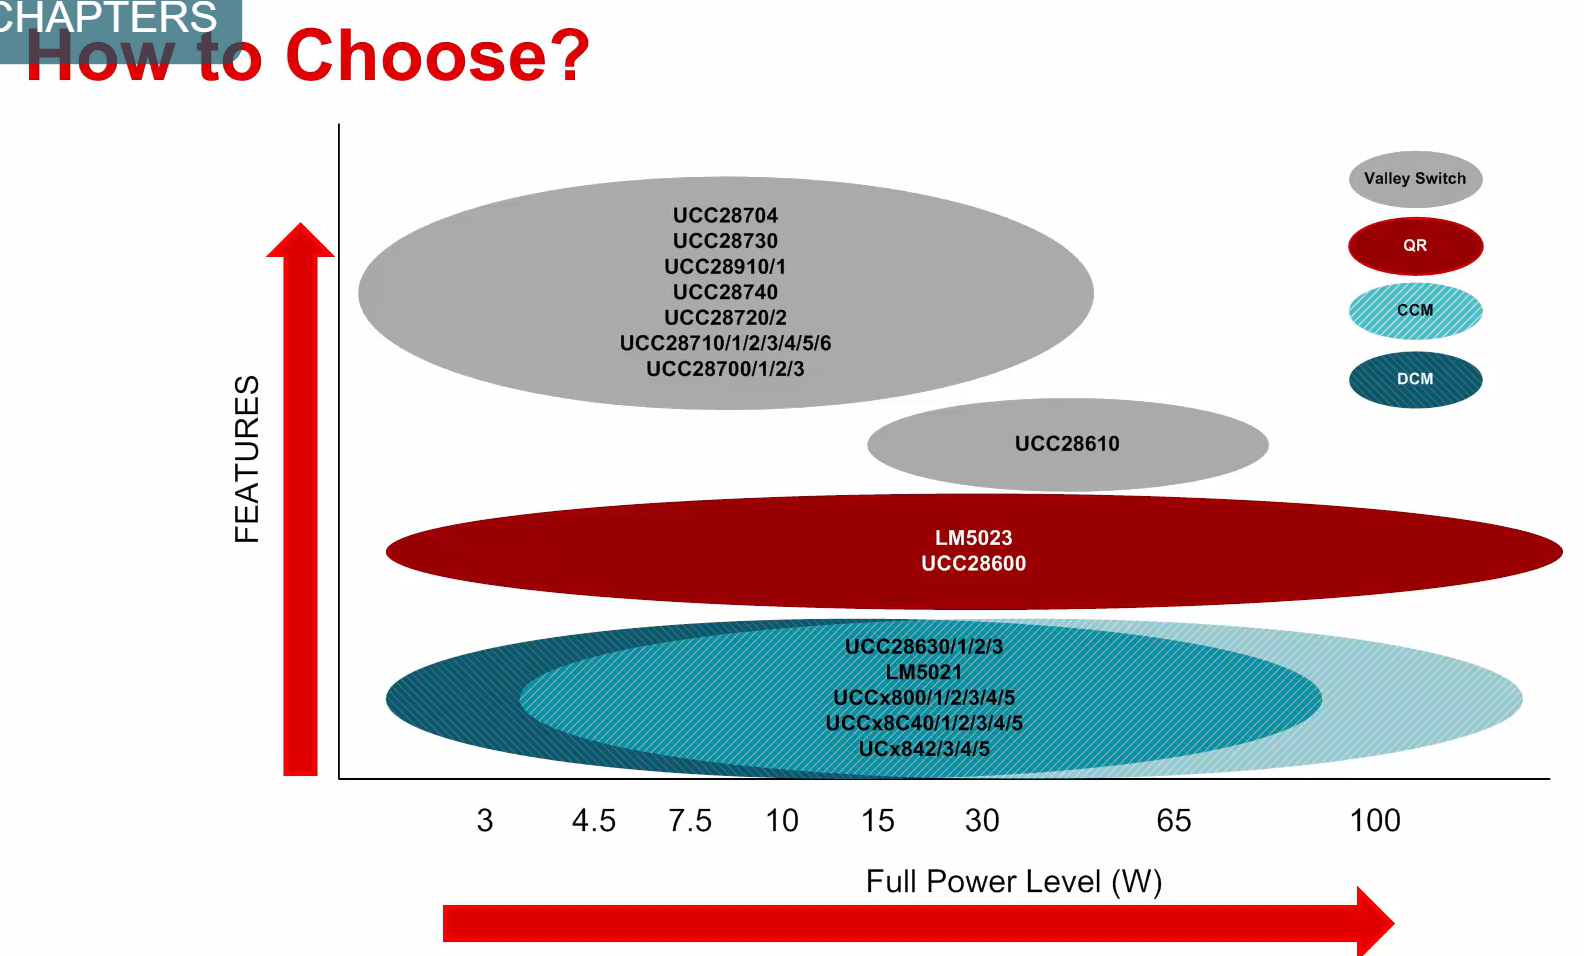 CHAPTERS
How to Choose?
UCC28704
UCC28730
UCC28910/1
UCC28740
UCC28720/2
UCC28710/1/2/3/4/5/6
UCC28700/1/2/3
Valley Switch
QR
CCM
DCM
UCC28610
LM5023
UCC28600
UCC28630/1/2/3
LM5021
UCCx800/1/2/3/4/5
UCCx8C40/1/2/3/4/5
UCx842/3/4/5
FEATURES
3 4.5 7.5 10 15 30 65 100
Full Power Level (W)